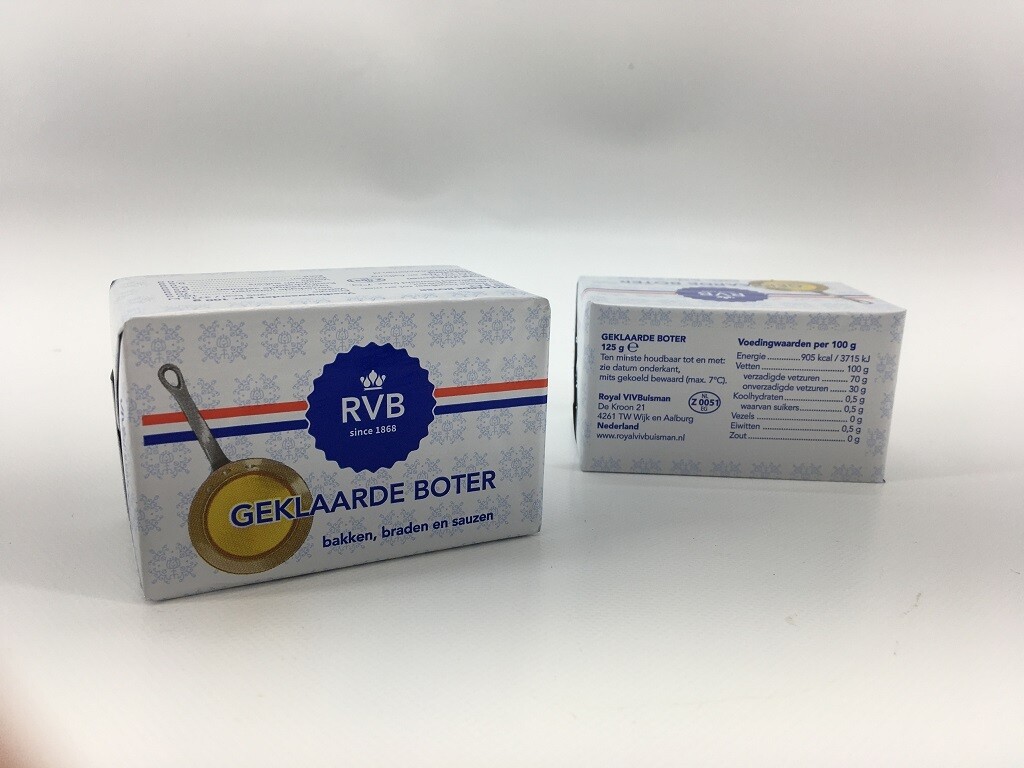 RVB
since 1868
GEKLAARDE BOTER
bakken, braden en sauzen
GEKLAARDE BOTER
RVB
GEKLAARDE BOTER
125 g ℮
Ten minste houdbaar tot en met:
zie datum onderkant,
mits gekoeld bewaard (max. 7°C).
Royal VIVBuisman
De Kroon 21
4261 TW Wijk en Aalburg
Nederland
www.royalvivbuisman.nl
NL
Z 0051
EG
Voedingwaarden per 100 g
Energie ............... 905 kcal / 3715 kJ
Vetten ............... 100 g
verzadigde vetzuren ........ 70 g
onverzadigde vetzuren ....... 30 g
Koolhydraten ............... 0,5 g
waarvan suikers ............... 0,5 g
Vezels ............... 0 g
Eiwitten ............... 0,5 g
Zout ............... 0 g